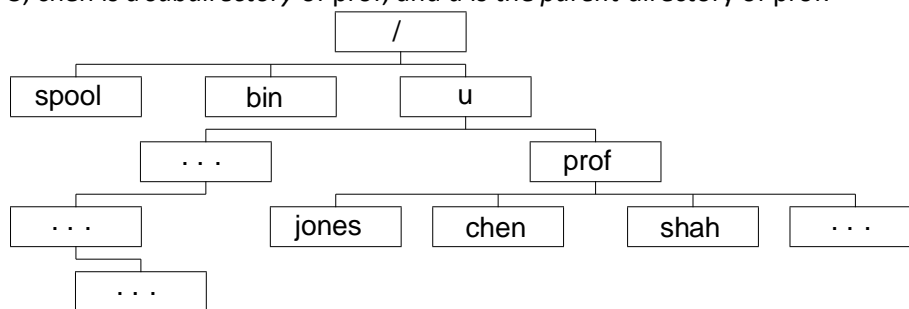 chen is a subdirectory of prof, and u is the parent directory of prof.
/
spool bin u
. . . prof
. . . jones chen shah . . .
. . .